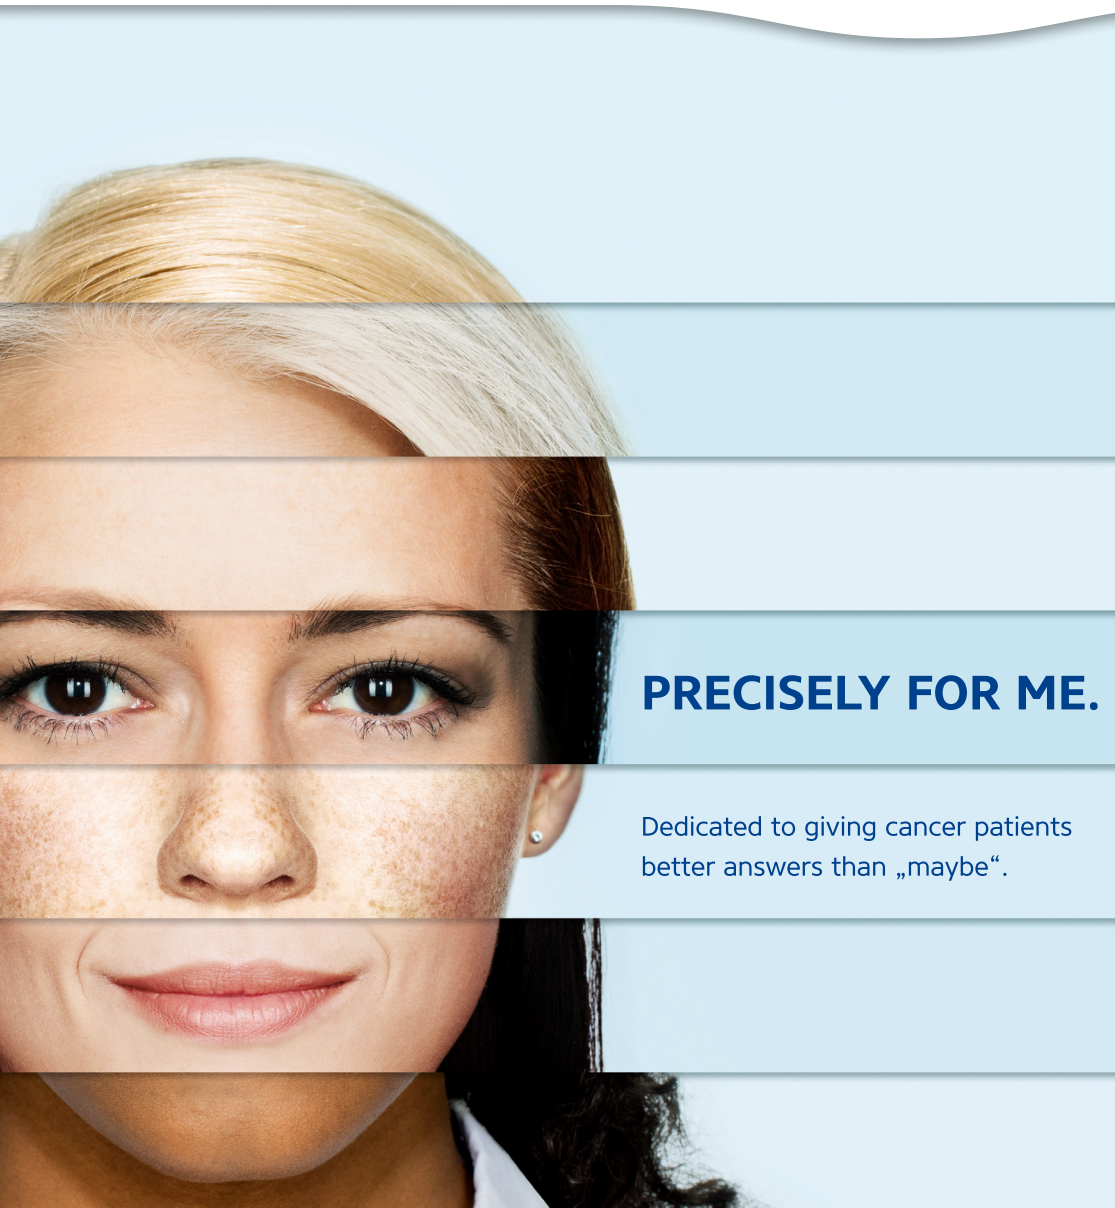 PRECISELY FOR ME.
Dedicated to giving cancer patients
better answers than „maybe“.